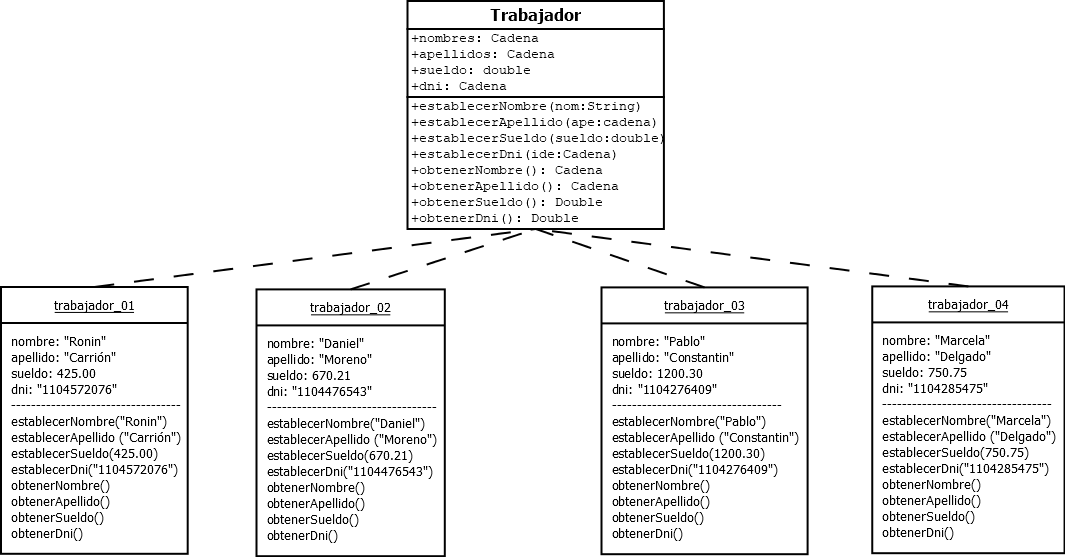 Trabajador
+nombres: Cadena
+apellidos: Cadena
+sueldo: double
+dni: Cadena
+establecerNombre(nom:String)
+establecerApellido(ape:cadena)
+establecerSueldo(sueldo:double)
+establecerDni(ide:Cadena)
+obtenerNombre(): Cadena
+obtenerApellido(): Cadena
+obtenerSueldo(): Double
+obtenerDni(): Double
trabajador_01
nombre: "Ronin"
apellido: "Carrión"
sueldo: 425.00
dni: "1104572076"
----------------------------------
establecerNombre("Ronin")
establecerApellido ("Carrión")
establecerSueldo(425.00)
establecerDni("1104572076")
obtenerNombre()
obtenerApellido()
obtenerSueldo()
obtenerDni()
trabajador_02
nombre: "Daniel"
apellido: "Moreno"
sueldo: 670.21
dni: "1104476543"
----------------------------------
establecerNombre("Daniel")
establecerApellido ("Moreno")
establecerSueldo(670.21)
establecerDni("1104476543")
obtenerNombre()
obtenerApellido()
obtenerSueldo()
obtenerDni()
trabajador_03
nombre: "Pablo"
apellido: "Constantin"
sueldo: 1200.30
dni: "1104276409"
----------------------------------
establecerNombre("Pablo")
establecerApellido ("Constantin")
establecerSueldo(1200.30)
establecerDni("1104276409")
obtenerNombre()
obtenerApellido()
obtenerSueldo()
obtenerDni()
trabajador_04
nombre: "Marcela"
apellido: "Delgado"
sueldo: 750.75
dni: "1104285475"
----------------------------------
establecerNombre("Marcela")
establecerApellido ("Delgado")
establecerSueldo(750.75)
establecerDni("1104285475")
obtenerNombre()
obtenerApellido()
obtenerSueldo()
obtenerDni()